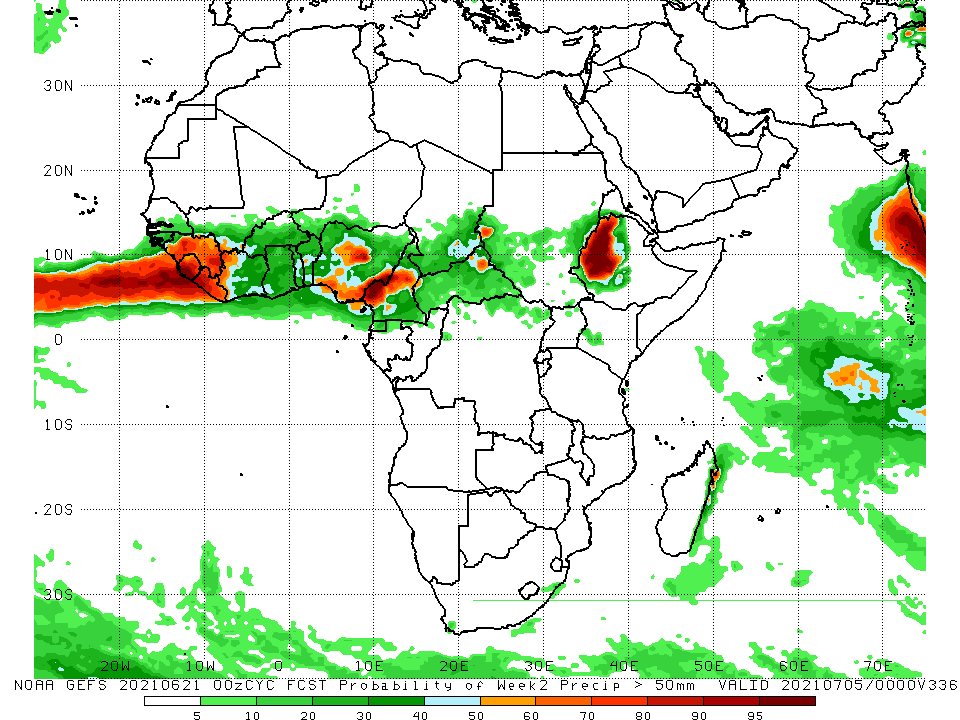 30N
20N
10N
0
10S
20S
30S
20W 10W 0 10E 20E 30E 40E 50E 60E 70E
NOAA GEFS 20210621 00zCYC FCST Probability of Week2 Precip > 50mm VALID 20210705/0000V336
5 10 20 30 40 50 60 70 80 90 95